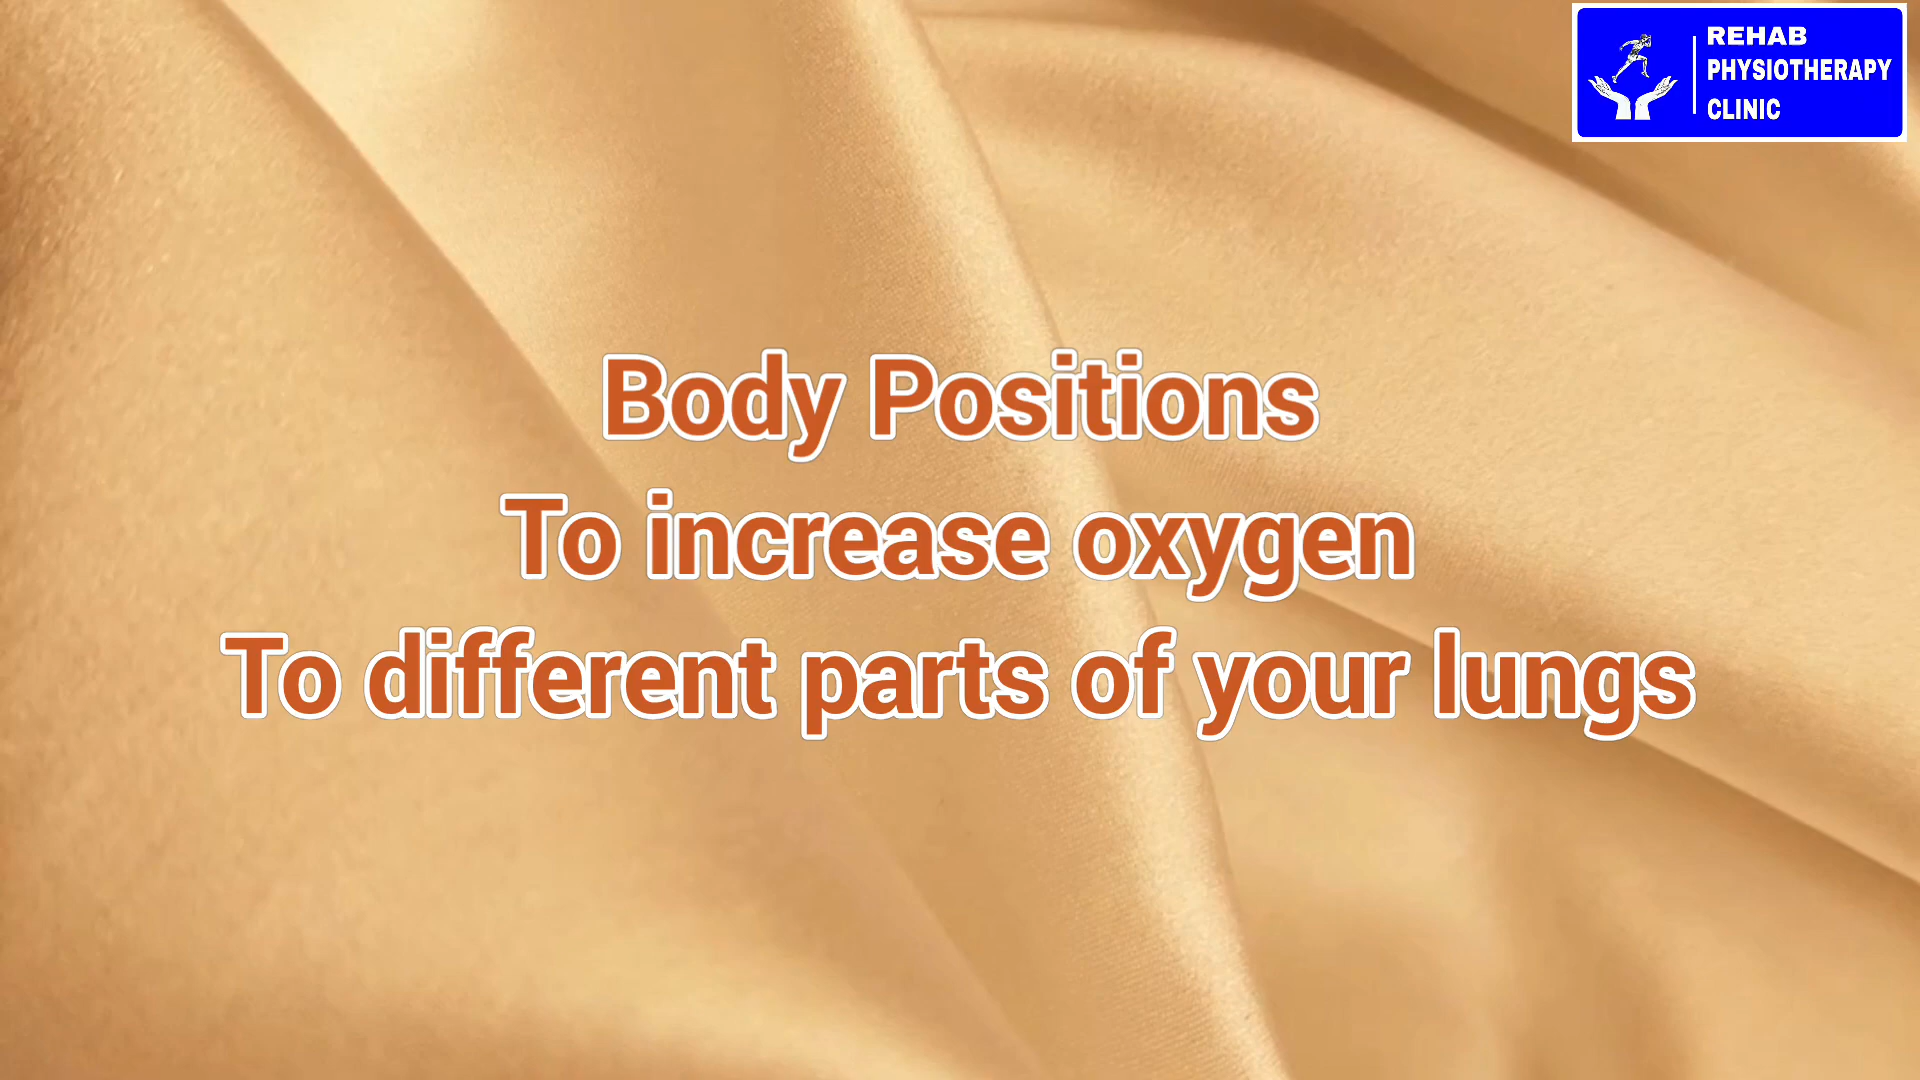 REHAB
PHYSIOTHERAPY
CLINIC
Body Positions
To increase oxygen
To different parts of your lungs